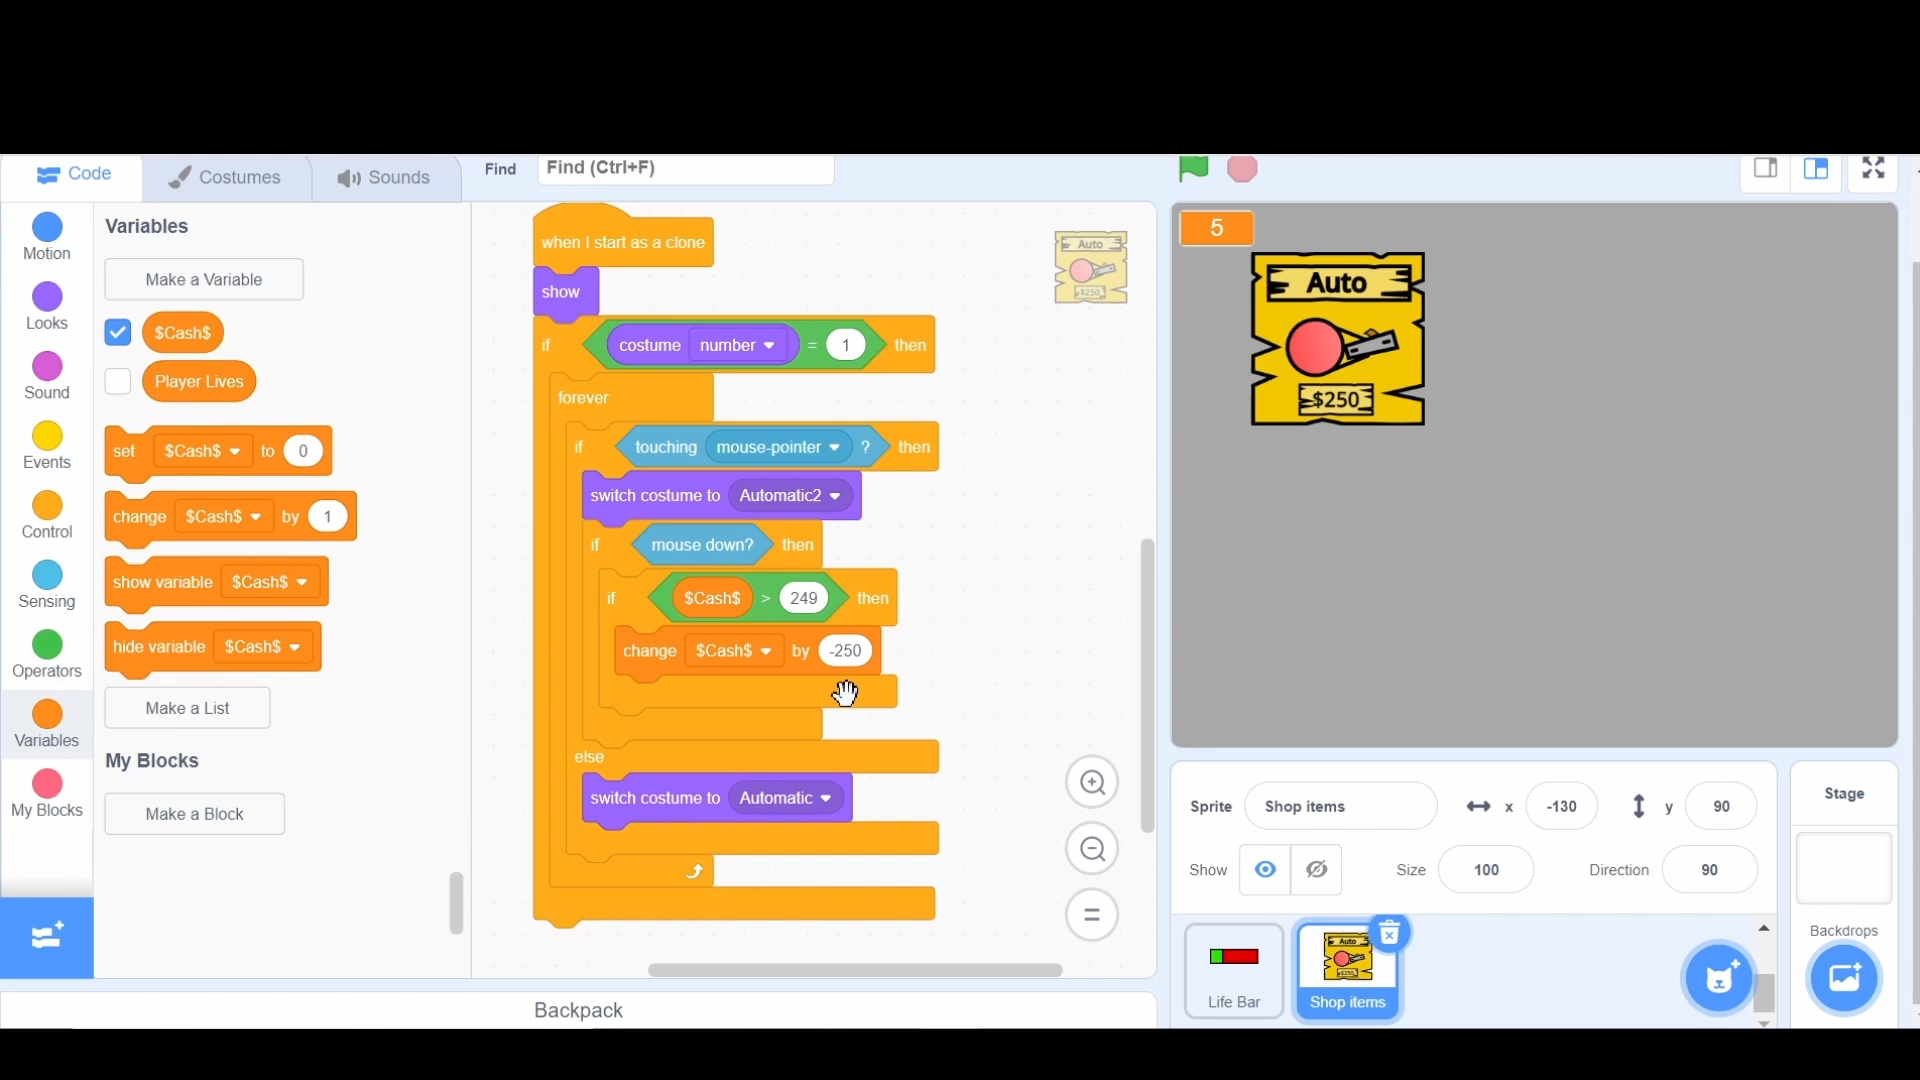 Code
Costumes
Sounds
Find
Find (Ctrl+F)
Motion
Looks
Sound
Events
Control
Sensing
Operators
Variables
My Blocks
Variables
Make a Variable
$Cash$
Player Lives
set $Cash$ to 0
change $Cash$ by 1
show variable $Cash$
hide variable $Cash$
Make a List
My Blocks
Make a Block
when I start as a clone
show
if costume number = 1 then
forever
if touching mouse-pointer ? then
switch costume to Automatic2
if mouse down? then
if $Cash$ > 249 then
change $Cash$ by -250
else
switch costume to Automatic
Auto
$250
Backpack
5
Auto
$250
Sprite Shop items x -130 y 90
Show Size 100 Direction 90
Life Bar
Auto
Shop items
Stage
Backdrops